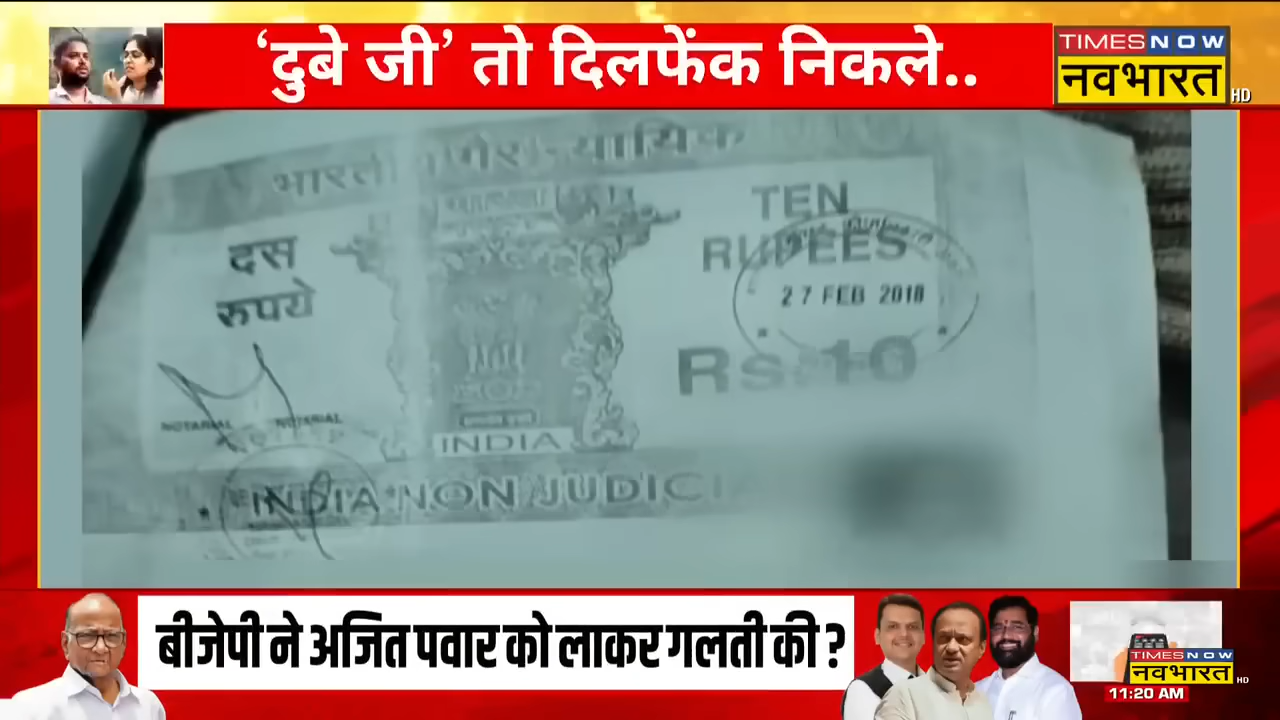 ‘दुबे जी’ तो दिलफेंक निकले..
TIMES NOW
नवभारत
HD
दस
रुपये
TEN
RUPEES
27 FEB 2018
Rs.10
NOTARIAL NOTARIAL
INDIA
INDIA NON JUDICI
बीजेपी ने अजित पवार को लाकर गलती की ?
TIMES NOW
नवभारत
HD
11:20 AM